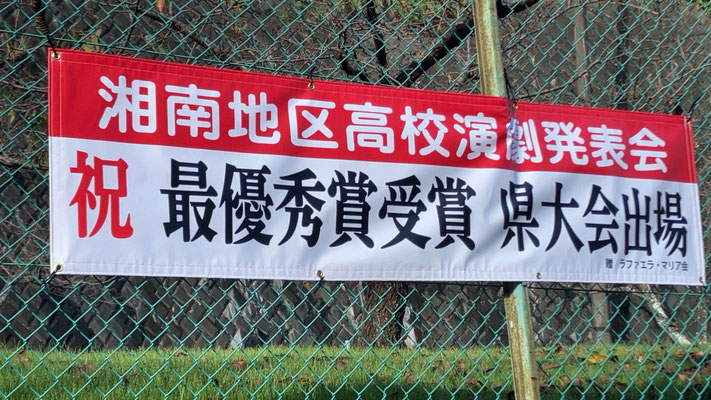 湘南地区高校演劇発表会
祝 最優秀賞受賞 県大会出場
贈 ラファエラ・マリア会